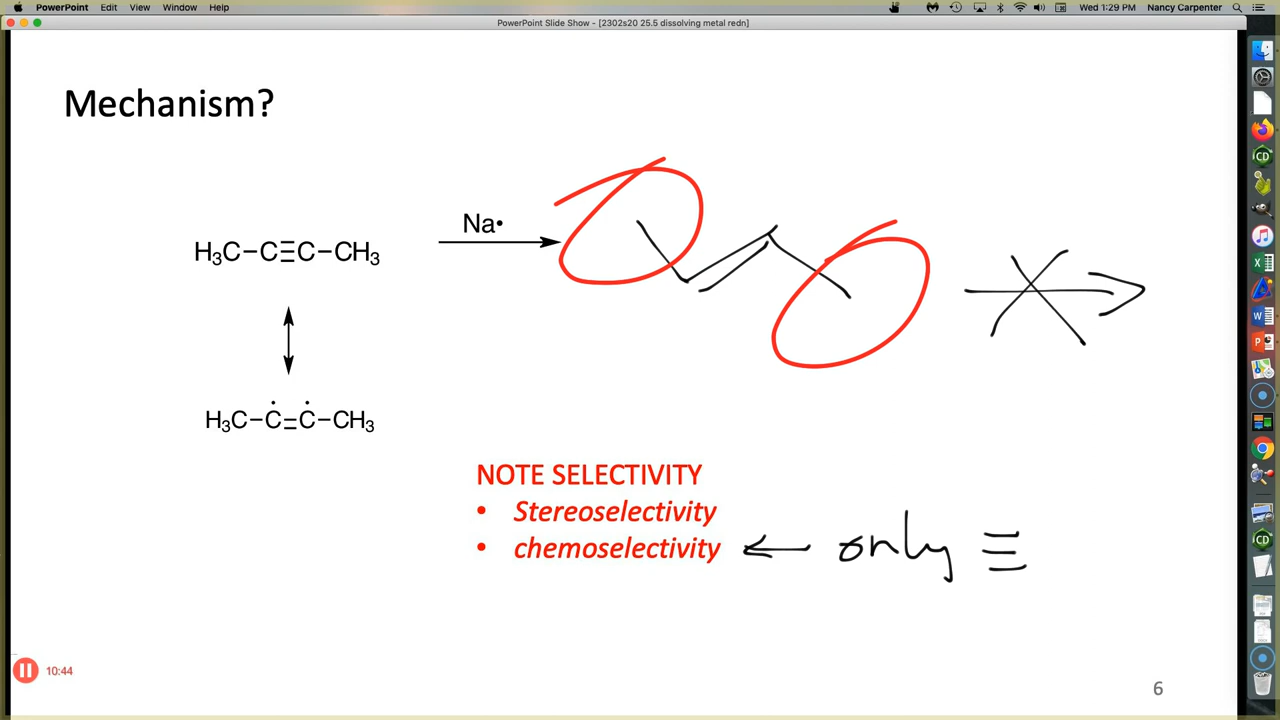 PowerPoint File Edit View Window Help Wed 1:29 PM Nancy Carpenter
PowerPoint Slide Show - [2302s20 25.5 dissolving metal redn]
Mechanism?
Na•
H₃C–C≡C–CH₃
H₃C–Ċ=Ċ–CH₃
NOTE SELECTIVITY
• Stereoselectivity
• chemoselectivity ← only ≡
10:44
6